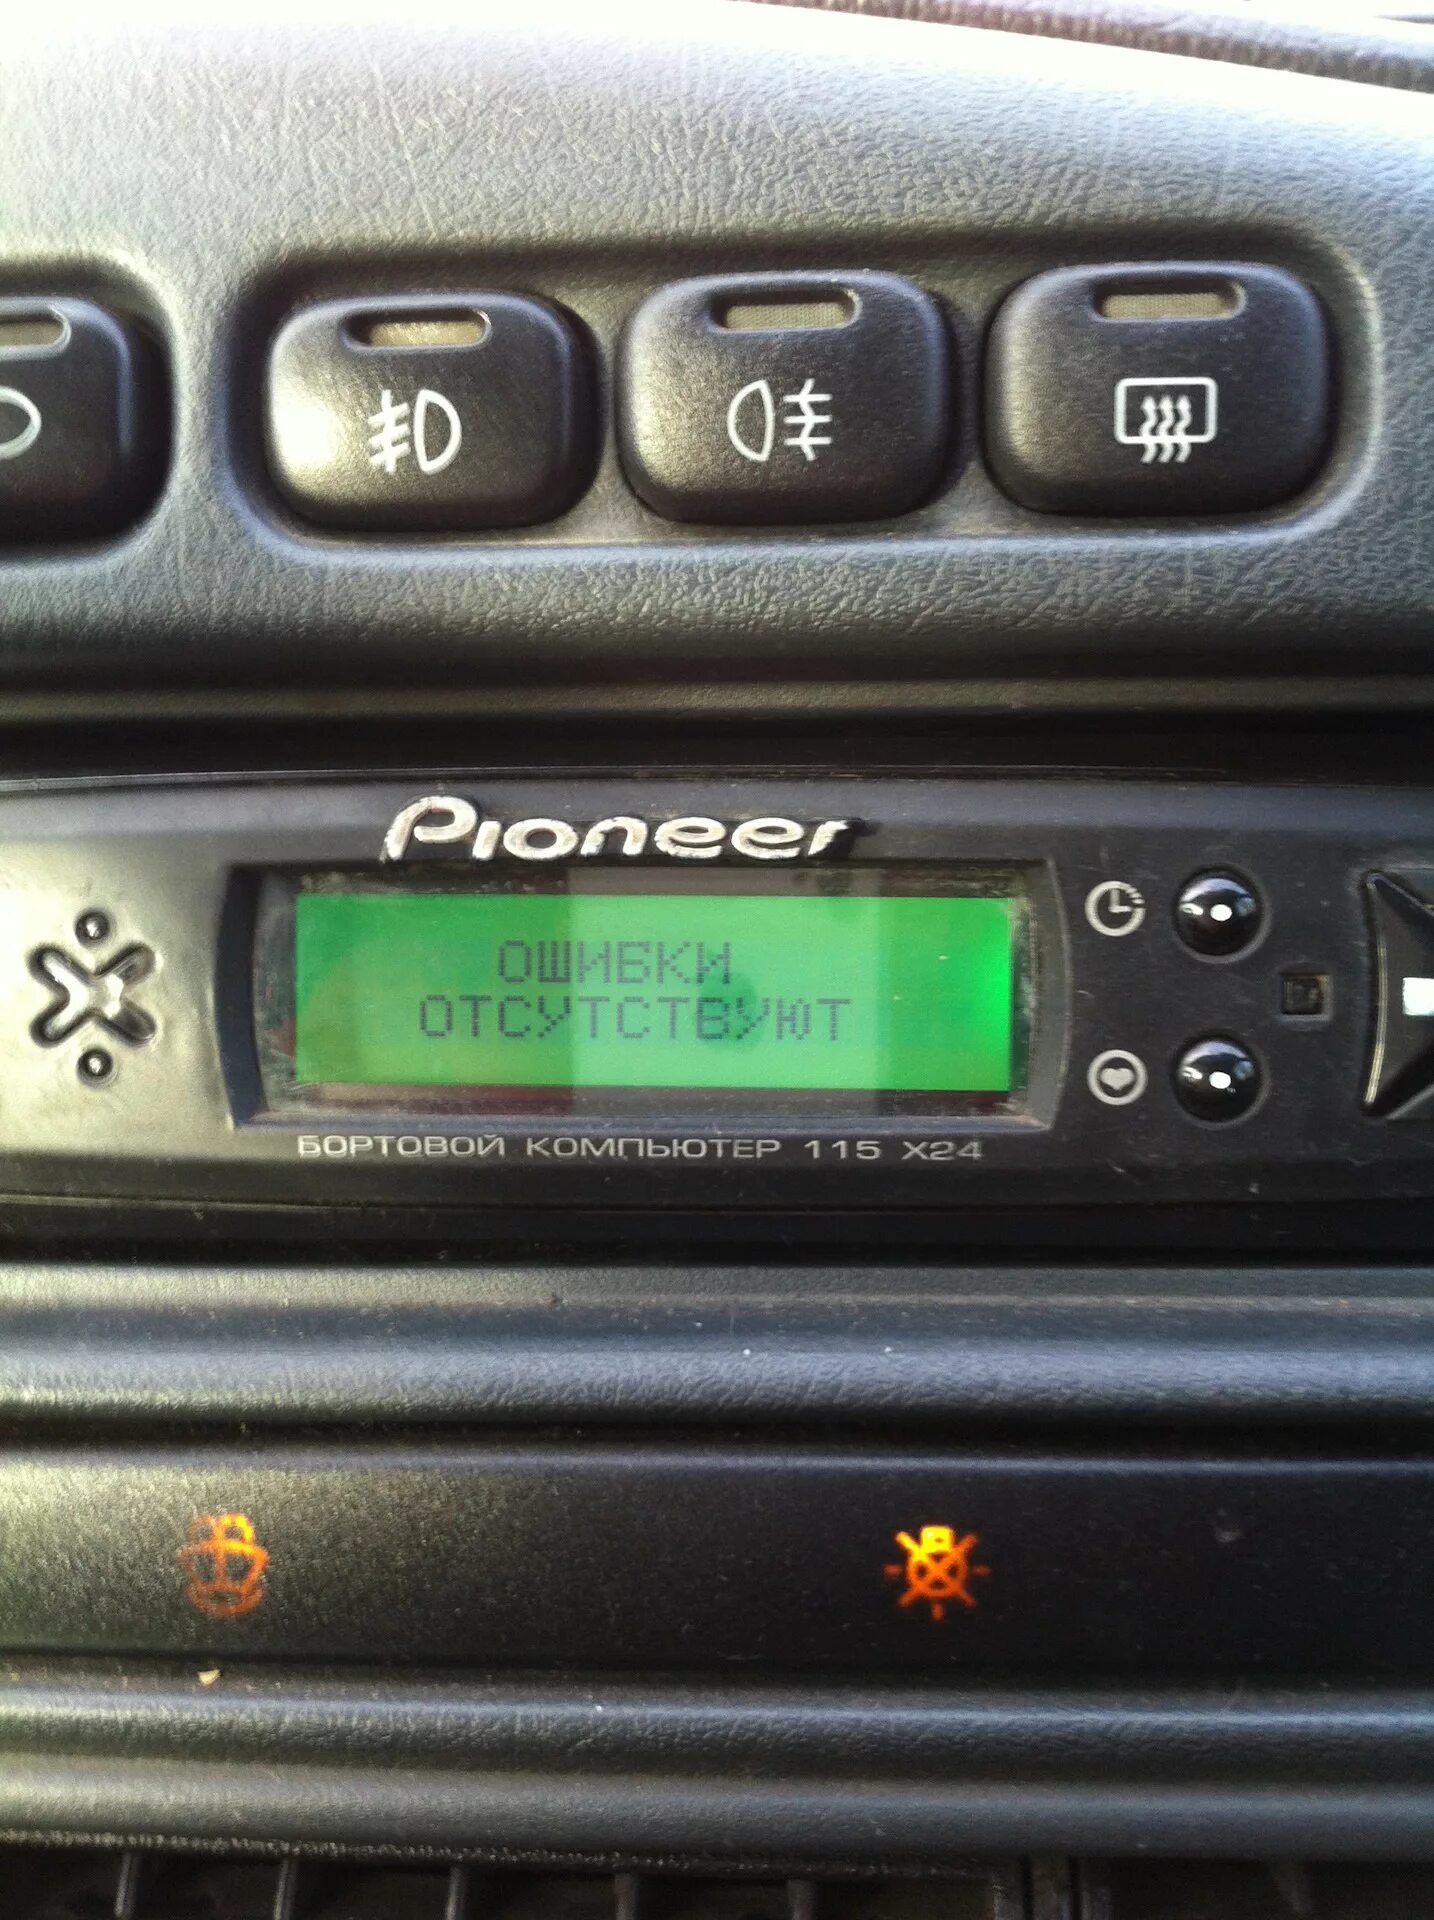 Pioneer
ОШИБКИ
ОТСУТСТВУЮТ
БОРТОВОЙ КОМПЬЮТЕР 115 X24